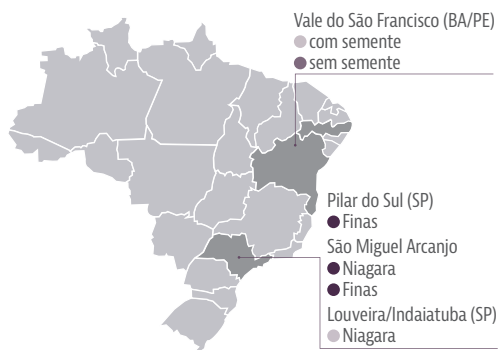 Vale do São Francisco (BA/PE)
com semente
sem semente
Pilar do Sul (SP)
Finas
São Miguel Arcanjo
Niagara
Finas
Louveira/Indaiatuba (SP)
Niagara